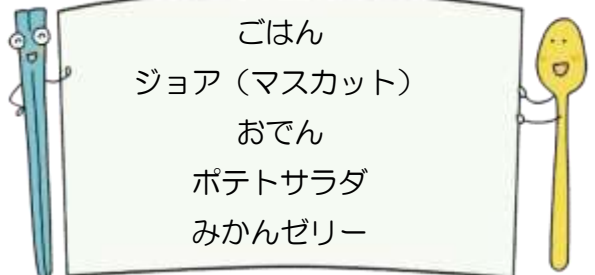 ごはん
ジョア（マスカット）
おでん
ポテトサラダ
みかんゼリー